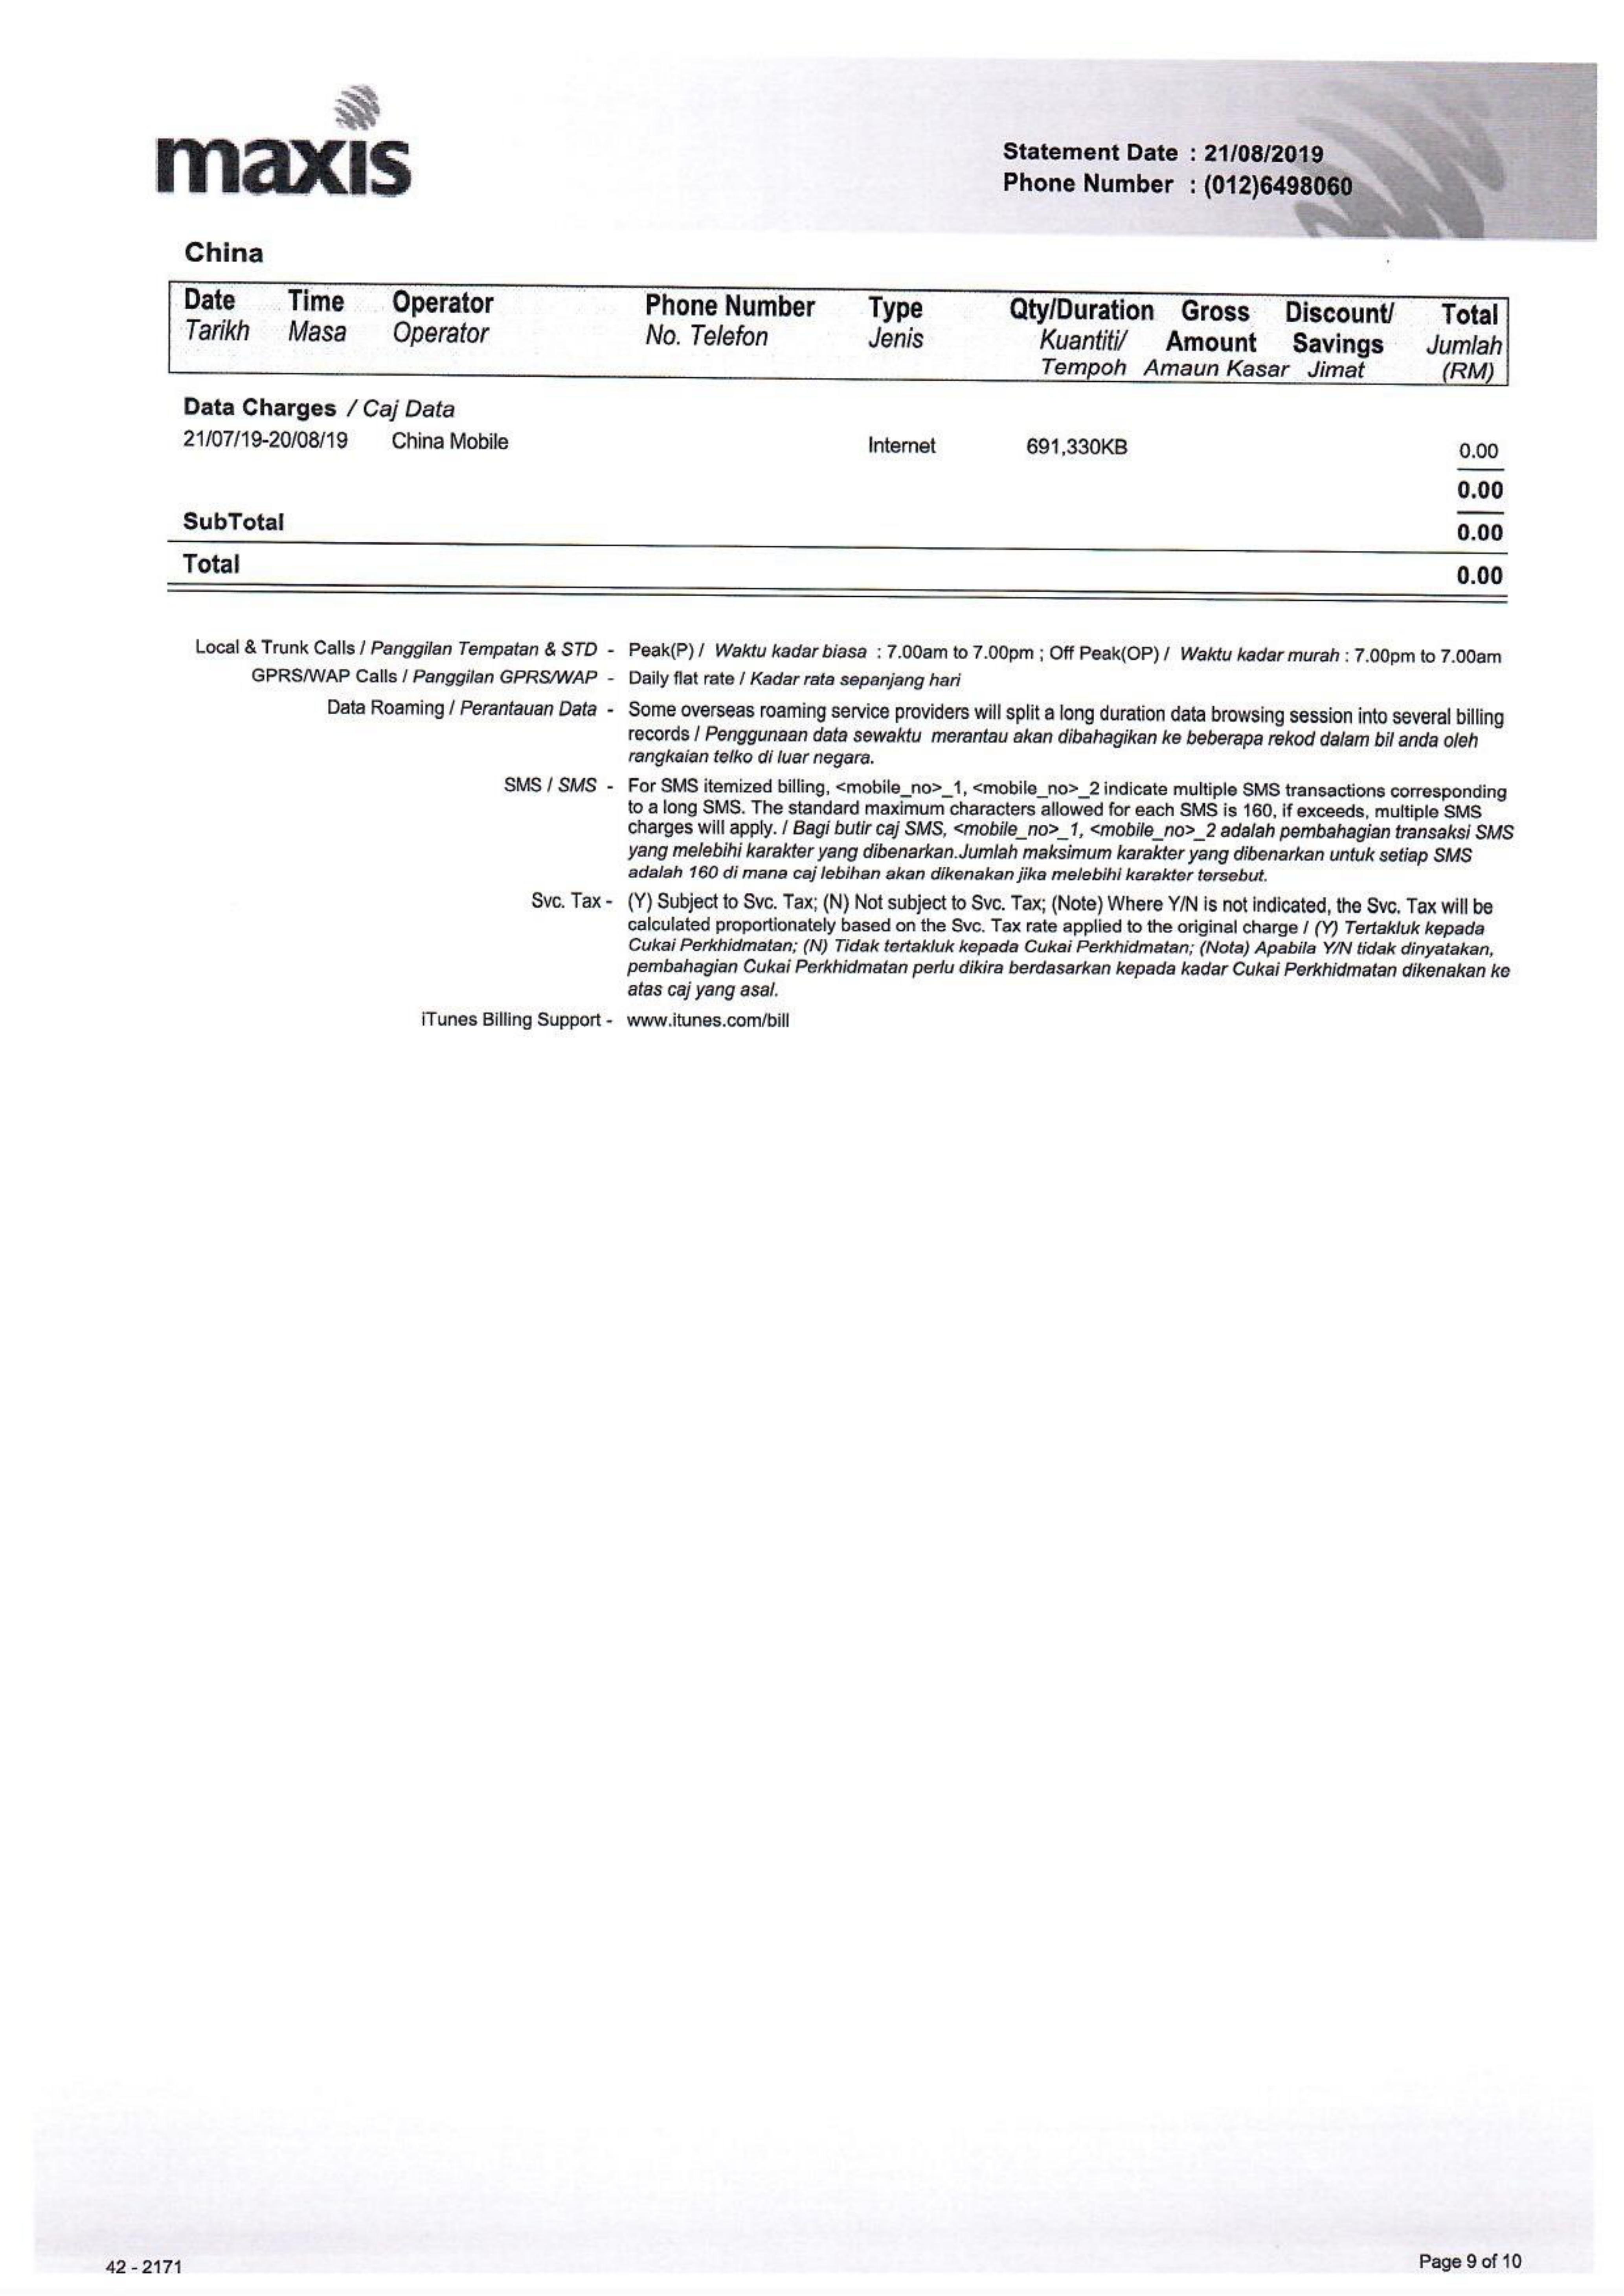 maxis
Statement Date : 21/08/2019
Phone Number : (012)6498060
China
Date Time Operator Phone Number Type Qty/Duration Gross Discount/ Total
Tarikh Masa Operator No. Telefon Jenis Kuantiti/ Amount Savings Jumlah
Tempoh Amaun Kasar Jimat (RM)
Data Charges / Caj Data
21/07/19-20/08/19 China Mobile Internet 691,330KB 0.00
0.00
SubTotal 0.00
Total 0.00
Local & Trunk Calls / Panggilan Tempatan & STD - Peak(P) / Waktu kadar biasa : 7.00am to 7.00pm ; Off Peak(OP) / Waktu kadar murah : 7.00pm to 7.00am
GPRS/WAP Calls / Panggilan GPRS/WAP - Daily flat rate / Kadar rata sepanjang hari
Data Roaming / Perantauan Data - Some overseas roaming service providers will split a long duration data browsing session into several billing
records / Penggunaan data sewaktu merantau akan dibahagikan ke beberapa rekod dalam bil anda oleh
rangkaian telko di luar negara.
SMS / SMS - For SMS itemized billing, <mobile_no>_1, <mobile_no>_2 indicate multiple SMS transactions corresponding
to a long SMS. The standard maximum characters allowed for each SMS is 160, if exceeds, multiple SMS
charges will apply. / Bagi butir caj SMS, <mobile_no>_1, <mobile_no>_2 adalah pembahagian transaksi SMS
yang melebihi karakter yang dibenarkan.Jumlah maksimum karakter yang dibenarkan untuk setiap SMS
adalah 160 di mana caj lebihan akan dikenakan jika melebihi karakter tersebut.
Svc. Tax - (Y) Subject to Svc. Tax; (N) Not subject to Svc. Tax; (Note) Where Y/N is not indicated, the Svc. Tax will be
calculated proportionately based on the Svc. Tax rate applied to the original charge / (Y) Tertakluk kepada
Cukai Perkhidmatan; (N) Tidak tertakluk kepada Cukai Perkhidmatan; (Nota) Apabila Y/N tidak dinyatakan,
pembahagian Cukai Perkhidmatan perlu dikira berdasarkan kepada kadar Cukai Perkhidmatan dikenakan ke
atas caj yang asal.
iTunes Billing Support - www.itunes.com/bill
42 - 2171
Page 9 of 10